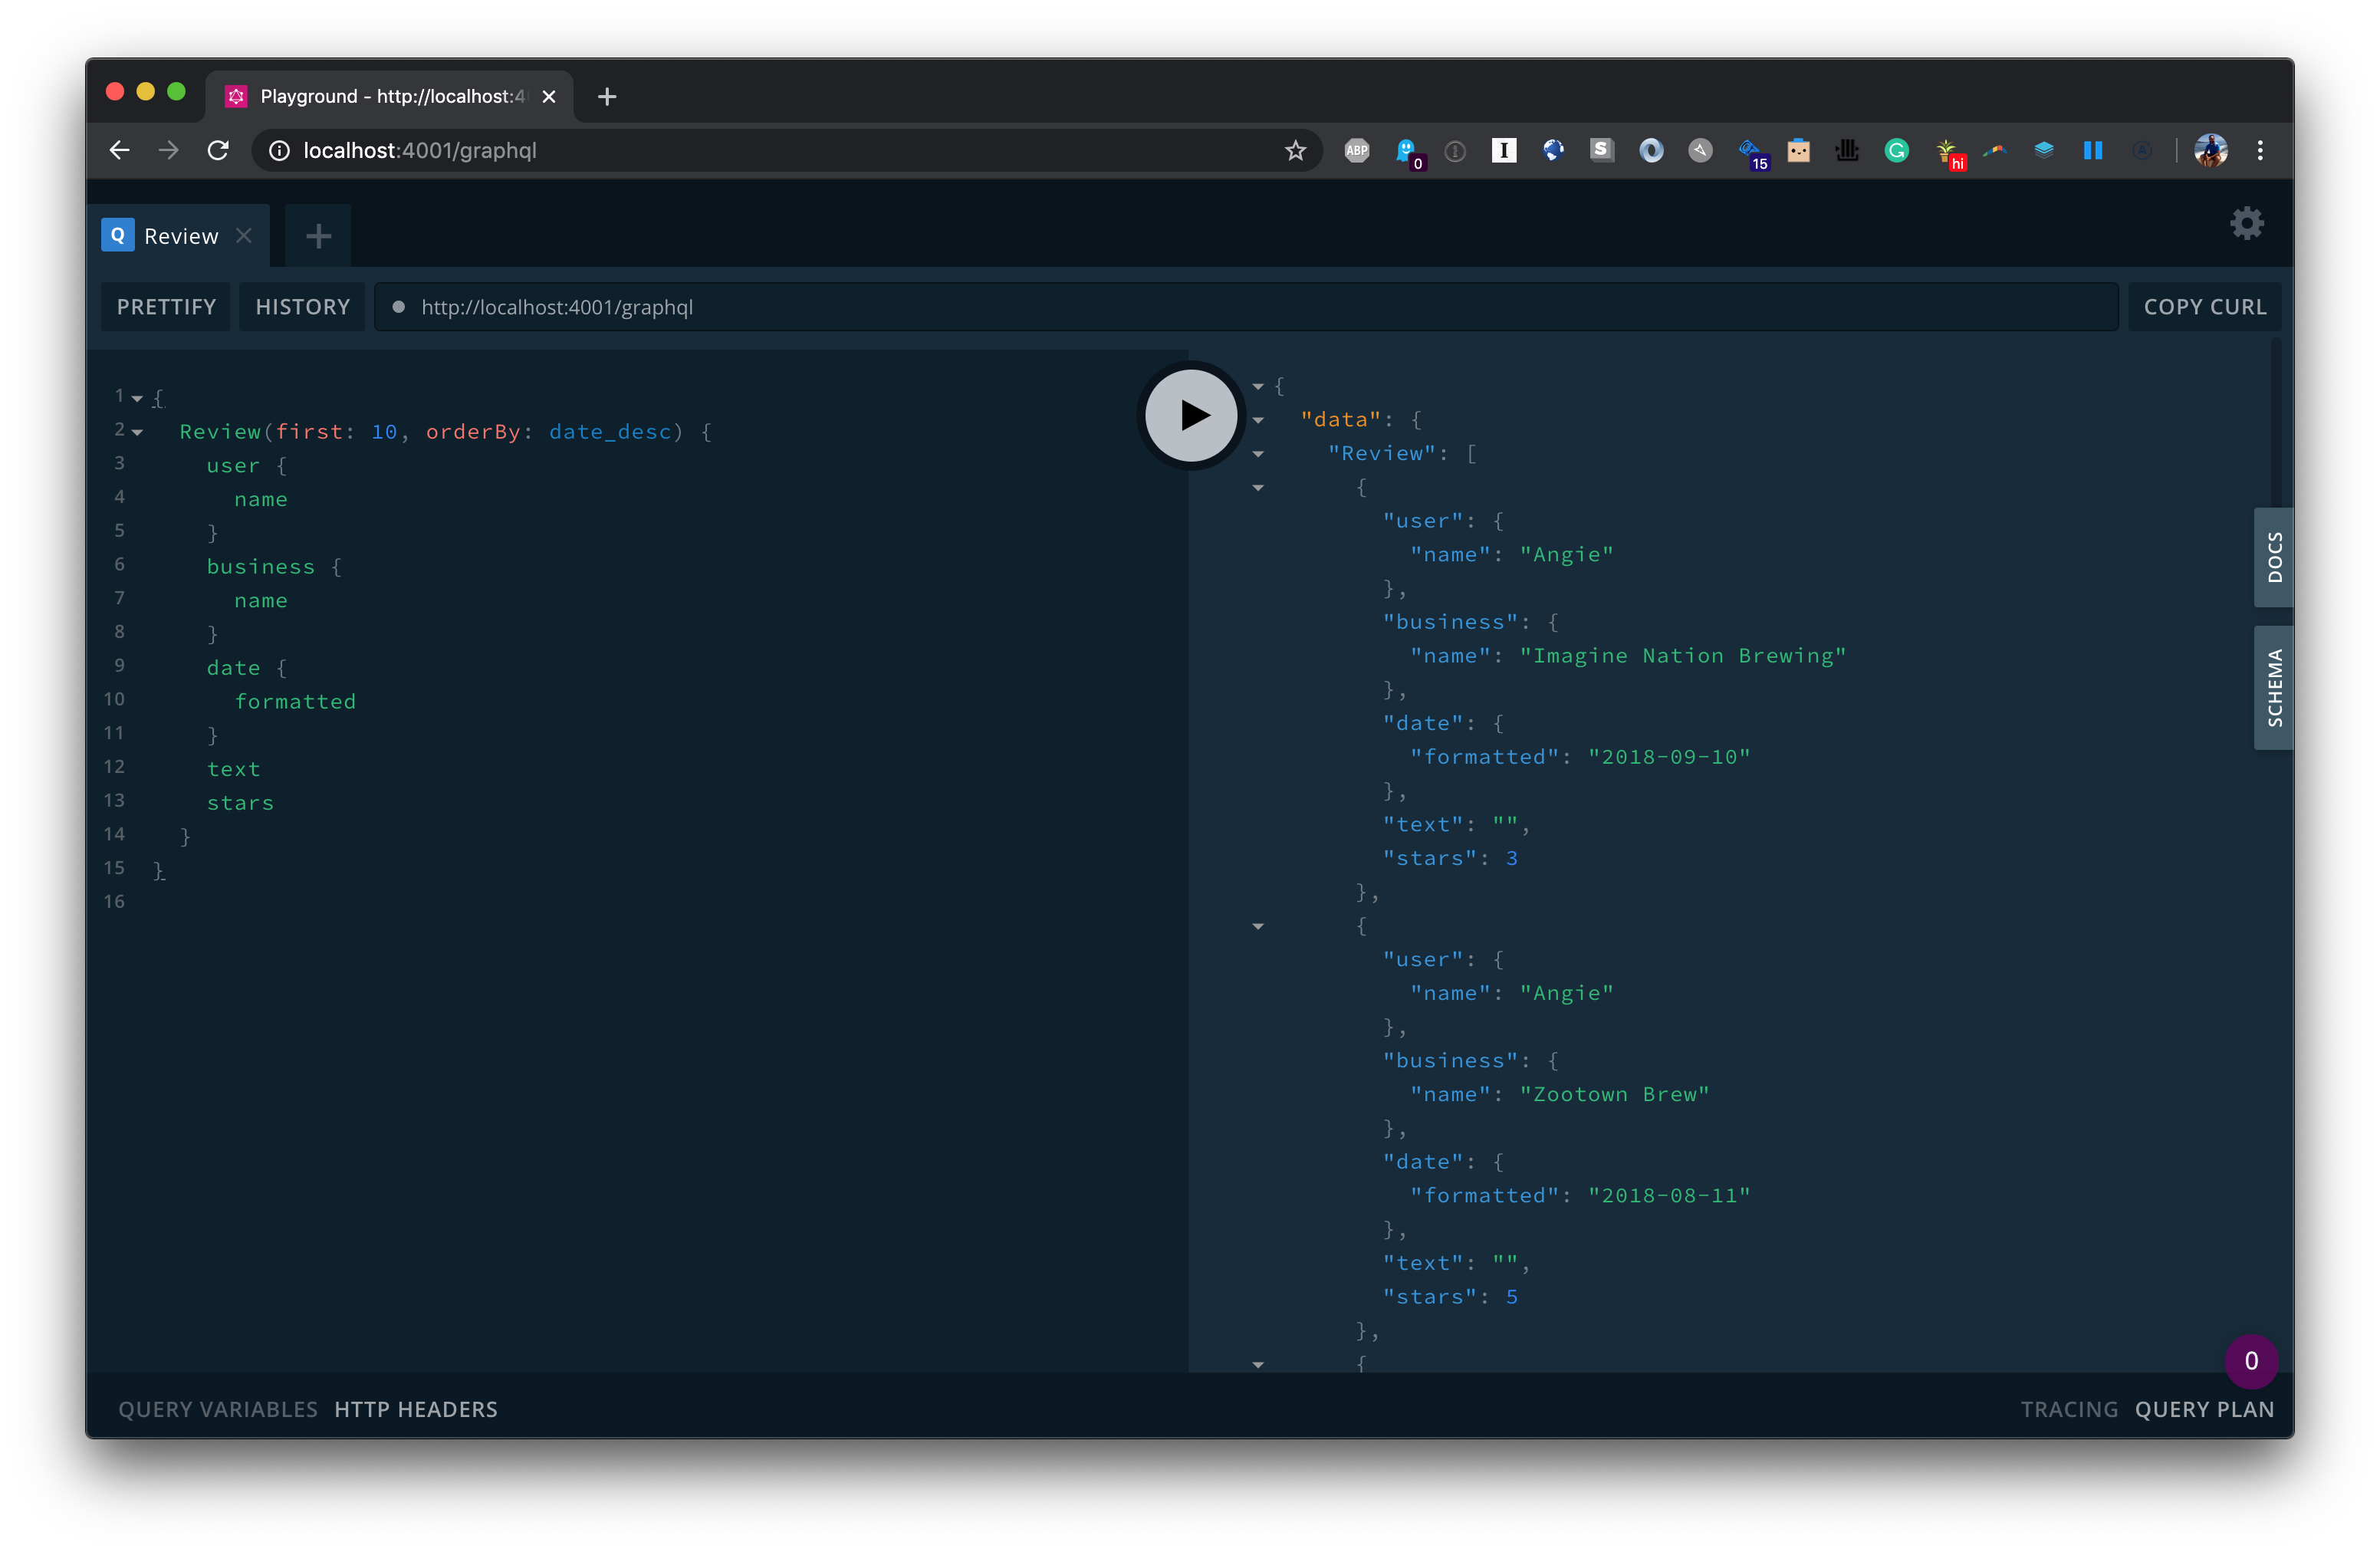 Playground - http://localhost:4
localhost:4001/graphql
ABP
0
I
S
15
G
hi
A
Q Review
PRETTIFY
HISTORY
http://localhost:4001/graphql
COPY CURL
1 {
2 Review(first: 10, orderBy: date_desc) {
3 user {
4 name
5 }
6 business {
7 name
8 }
9 date {
10 formatted
11 }
12 text
13 stars
14 }
15 }
16
{
"data": {
"Review": [
{
"user": {
"name": "Angie"
},
"business": {
"name": "Imagine Nation Brewing"
},
"date": {
"formatted": "2018-09-10"
},
"text": "",
"stars": 3
},
{
"user": {
"name": "Angie"
},
"business": {
"name": "Zootown Brew"
},
"date": {
"formatted": "2018-08-11"
},
"text": "",
"stars": 5
},
{
DOCS
SCHEMA
0
QUERY VARIABLES HTTP HEADERS
TRACING QUERY PLAN